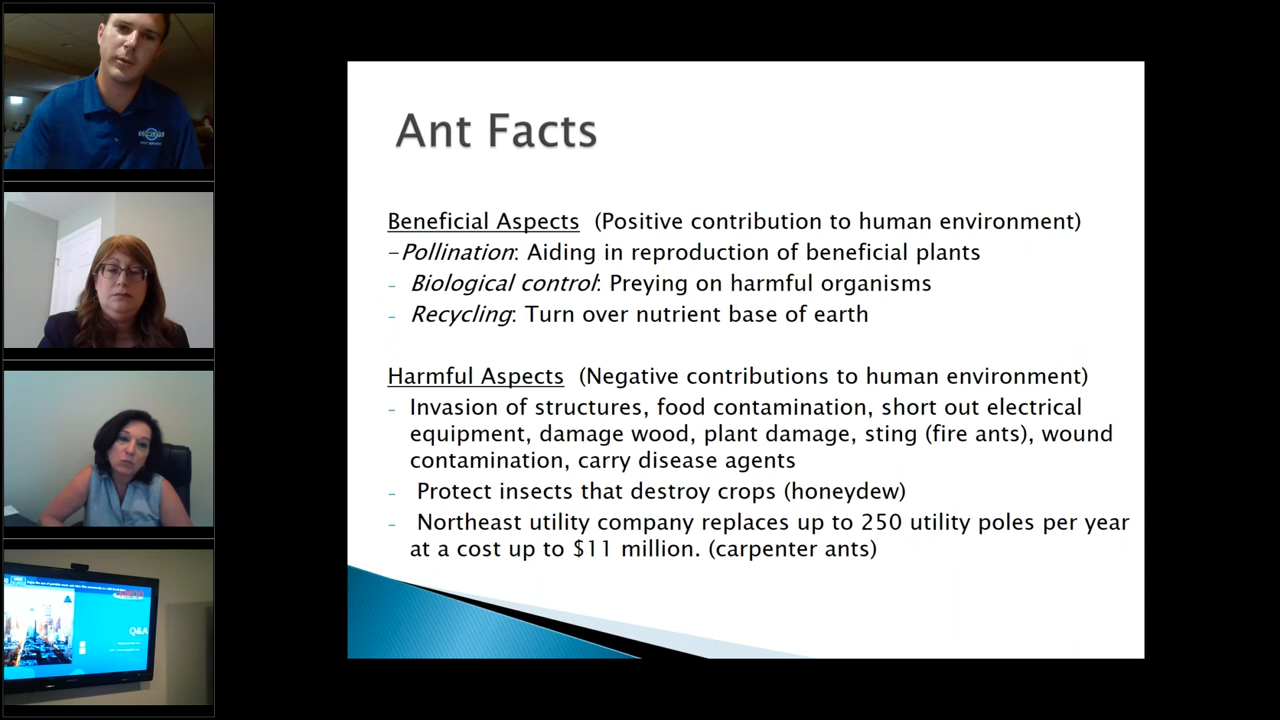 Ant Facts
Beneficial Aspects (Positive contribution to human environment)
-Pollination: Aiding in reproduction of beneficial plants
- Biological control: Preying on harmful organisms
- Recycling: Turn over nutrient base of earth
Harmful Aspects (Negative contributions to human environment)
- Invasion of structures, food contamination, short out electrical
equipment, damage wood, plant damage, sting (fire ants), wound
contamination, carry disease agents
- Protect insects that destroy crops (honeydew)
- Northeast utility company replaces up to 250 utility poles per year
at a cost up to $11 million. (carpenter ants)
Q&A